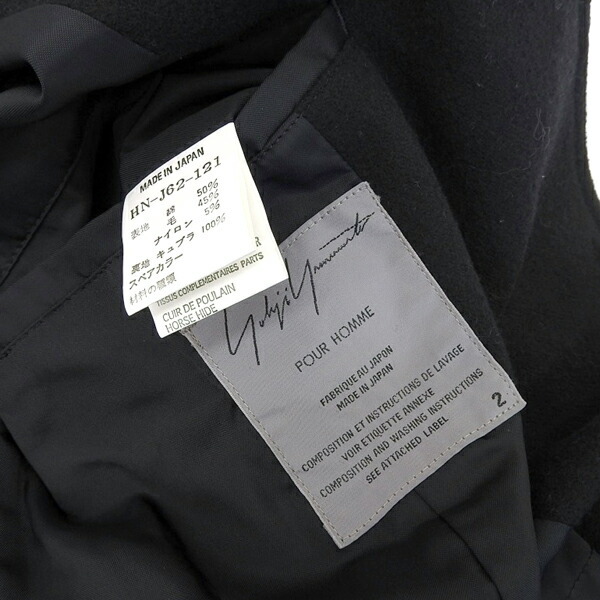 MADE IN JAPAN
HN-J62-121
表地 綿 50%
毛 45%
ナイロン 5%
裏地 キュプラ 100%
スペアカラー
材料の種類
TISSUS COMPLEMENTAIRES PARTS
CUIR DE POULAIN
HORSE HIDE
Yohji Yamamoto
POUR HOMME
FABRIQUE AU JAPON
MADE IN JAPAN
COMPOSITION ET INSTRUCTIONS DE LAVAGE
VOIR ETIQUETTE ANNEXE
COMPOSITION AND WASHING INSTRUCTIONS
SEE ATTACHED LABEL
2